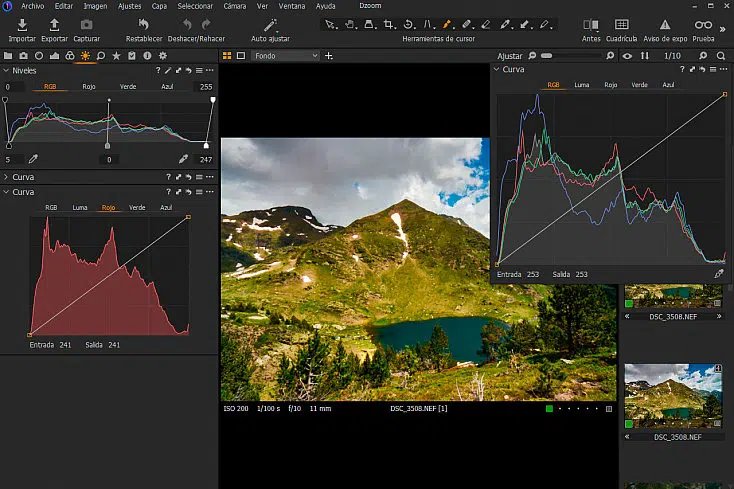 Archivo Editar Imagen Ajustes Capa Seleccionar Cámara Ver Ventana Ayuda Dzoom
Importar Exportar Capturar Restablecer Deshacer/Rehacer Auto ajustar Herramientas de cursor Antes Cuadrícula Aviso de expo Prueba
Fondo Ajustar 1/10
Niveles
0 RGB Rojo Verde Azul 255
5 0 247
Curva
Curva
RGB Luma Rojo Verde Azul
Entrada 241 Salida 241
Curva
RGB Luma Rojo Verde Azul
Entrada 253 Salida 253
ISO 200 1/100 s f/10 11 mm DSC_3508.NEF [1]
DSC_3508.NEF
DSC_3508.NEF